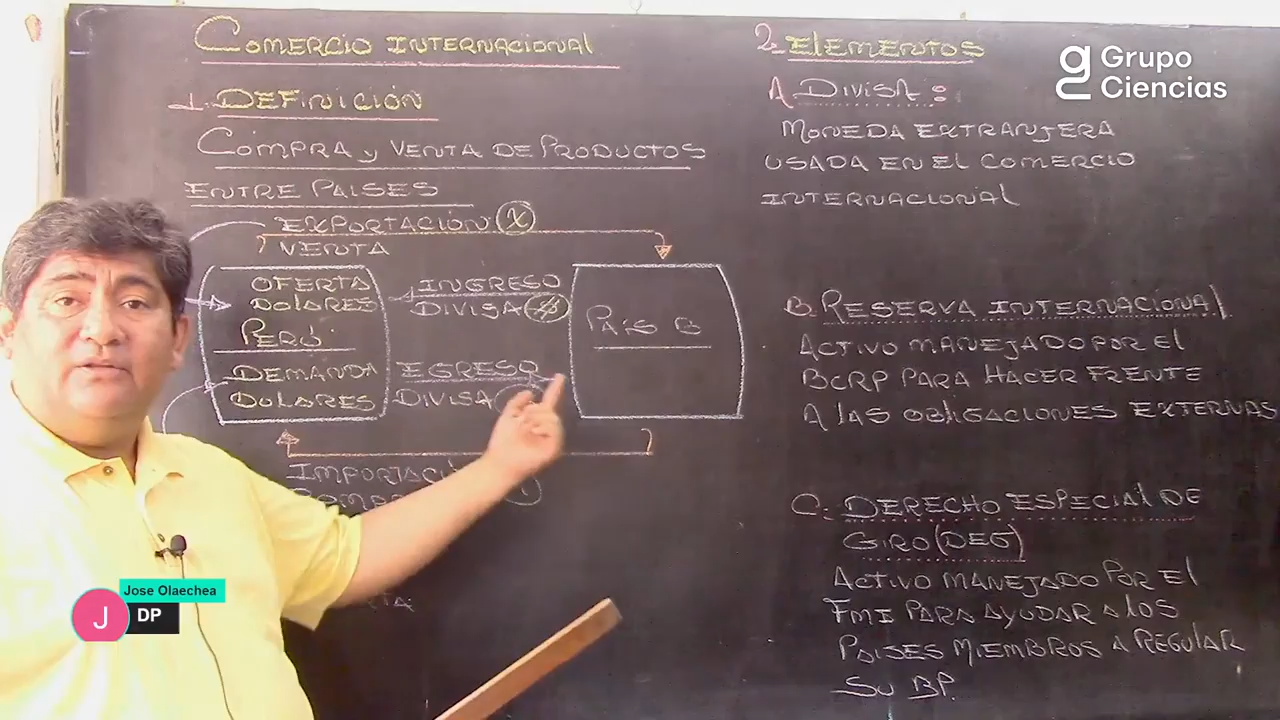 COMERCIO INTERNACIONAL
1. DEFINICIÓN
COMPRA y VENTA DE PRODUCTOS
ENTRE PAISES
EXPORTACIÓN (X)
VENTA
OFERTA
DOLARES
PERÚ
DEMANDA
DOLARES
INGRESO
DIVISA ($)
EGRESO
DIVISA
PAÍS B
2. ELEMENTOS
A. DIVISA:
MONEDA EXTRANJERA
USADA EN EL COMERCIO
INTERNACIONAL
B. RESERVA INTERNACIONAL
ACTIVO MANEJADO POR EL
BCRP PARA HACER FRENTE
A LAS OBLIGACIONES EXTERNAS
C. DERECHO ESPECIAL DE
GIRO (DEG)
ACTIVO MANEJADO POR EL
FMI PARA AYUDAR A LOS
PAISES MIEMBROS A REGULAR
SU BP.
Grupo
Ciencias
Jose Olaechea
J DP